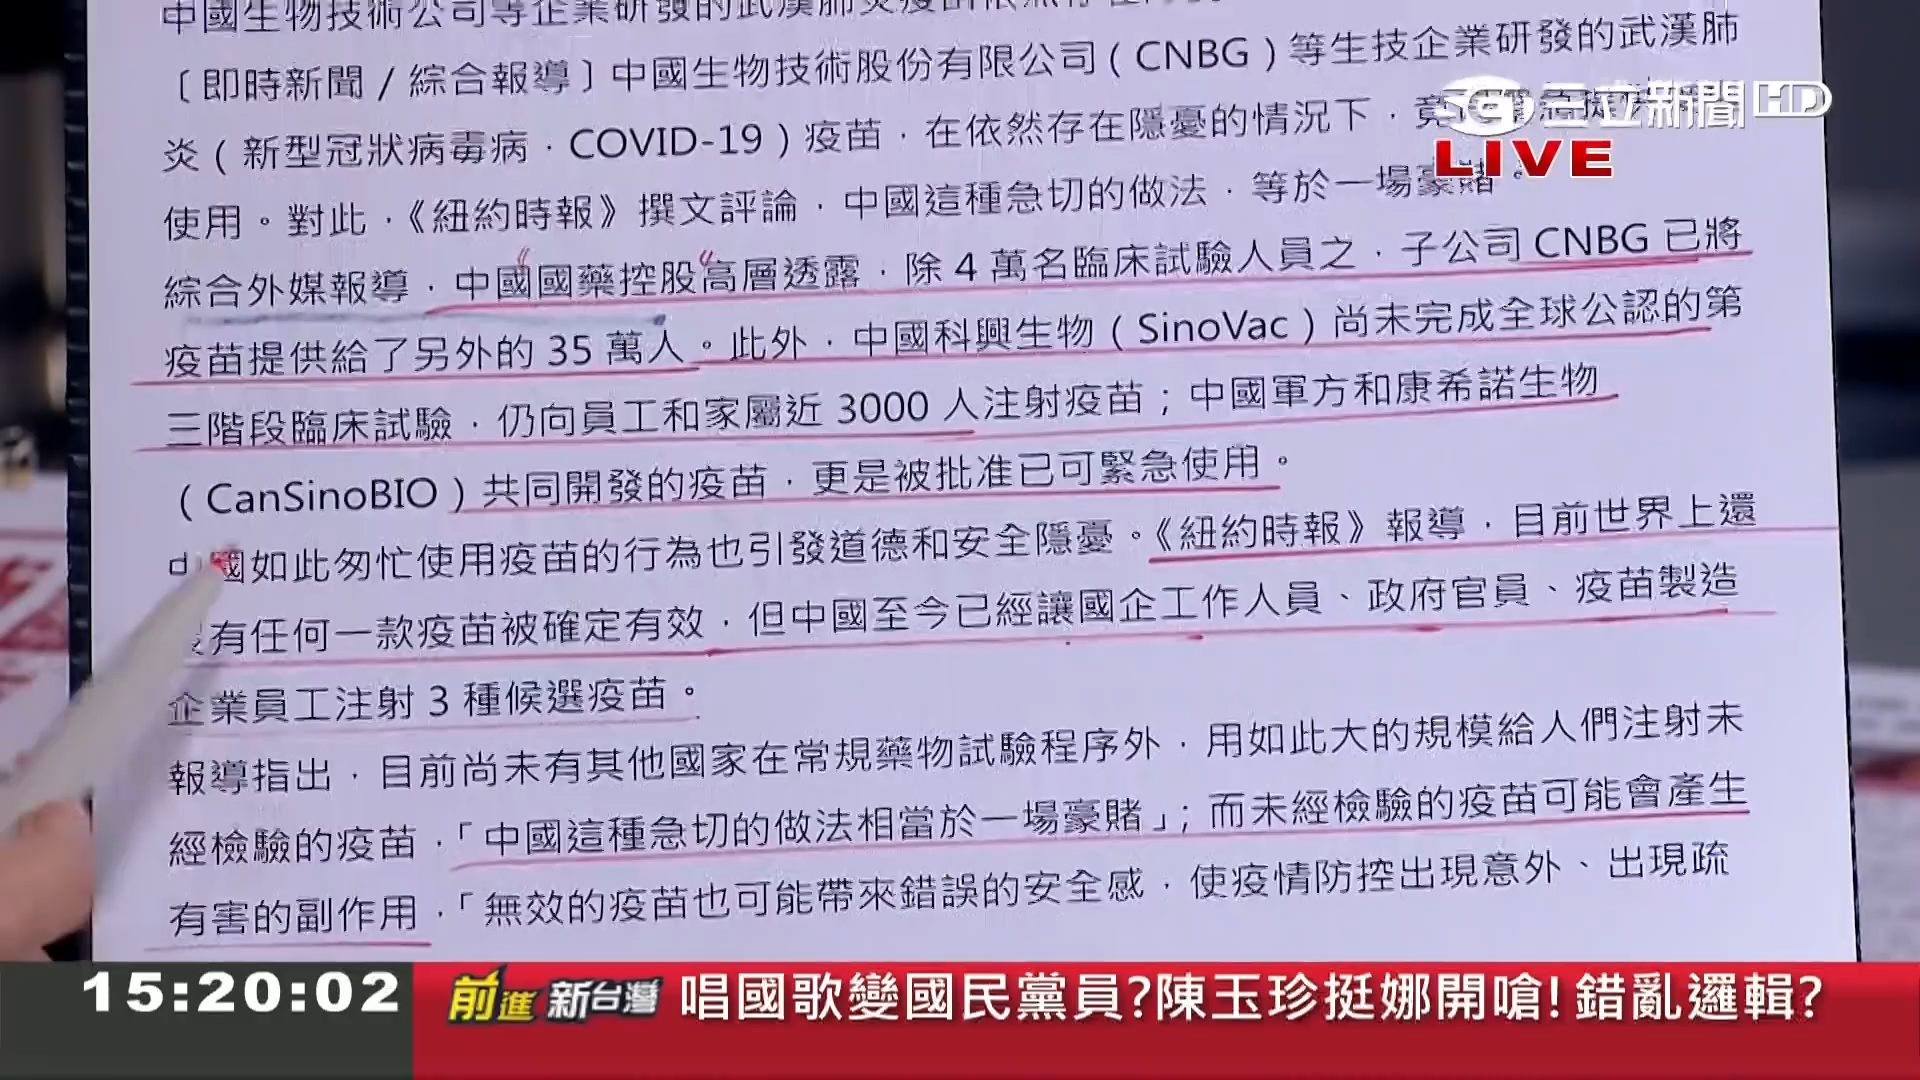 中國生物技術公司等企業研發的武漢肺炎疫苗依然存在
〔即時新聞/綜合報導〕中國生物技術股份有限公司(CNBG)等生技企業研發的武漢肺
炎(新型冠狀病毒病,COVID-19)疫苗,在依然存在隱憂的情況下,竟
使用。對此,《紐約時報》撰文評論,中國這種急切的做法,等於一場豪賭。
綜合外媒報導,中國國藥控股高層透露,除4萬名臨床試驗人員之,子公司CNBG已將
疫苗提供給了另外的35萬人。此外,中國科興生物(SinoVac)尚未完成全球公認的第
三階段臨床試驗,仍向員工和家屬近3000人注射疫苗;中國軍方和康希諾生物
(CanSinoBIO)共同開發的疫苗,更是被批准已可緊急使用。
國如此匆忙使用疫苗的行為也引發道德和安全隱憂。《紐約時報》報導,目前世界上還
有任何一款疫苗被確定有效,但中國至今已經讓國企工作人員、政府官員、疫苗製造
企業員工注射3種候選疫苗。
報導指出,目前尚未有其他國家在常規藥物試驗程序外,用如此大的規模給人們注射未
經檢驗的疫苗,「中國這種急切的做法相當於一場豪賭」;而未經檢驗的疫苗可能會產生
有害的副作用,「無效的疫苗也可能帶來錯誤的安全感,使疫情防控出現意外、出現疏
三立新聞HD
LIVE
15:20:02
前進新台灣
唱國歌變國民黨員?陳玉珍挺娜開嗆!錯亂邏輯?